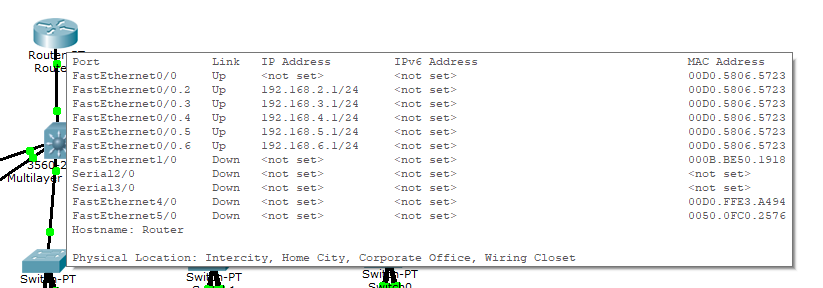 Router-PT
Route
Port Link IP Address IPv6 Address MAC Address
FastEthernet0/0 Up <not set> <not set> 00D0.5806.5723
FastEthernet0/0.2 Up 192.168.2.1/24 <not set> 00D0.5806.5723
FastEthernet0/0.3 Up 192.168.3.1/24 <not set> 00D0.5806.5723
FastEthernet0/0.4 Up 192.168.4.1/24 <not set> 00D0.5806.5723
FastEthernet0/0.5 Up 192.168.5.1/24 <not set> 00D0.5806.5723
FastEthernet0/0.6 Up 192.168.6.1/24 <not set> 00D0.5806.5723
FastEthernet1/0 Down <not set> <not set> 000B.BE50.1918
Serial2/0 Down <not set> <not set> <not set>
Serial3/0 Down <not set> <not set> <not set>
FastEthernet4/0 Down <not set> <not set> 00D0.FFE3.A494
FastEthernet5/0 Down <not set> <not set> 0050.0FC0.2576
Hostname: Router
Physical Location: Intercity, Home City, Corporate Office, Wiring Closet
3560-2
Multilayer
Switch-PT
Switch-PT
Switch-PT
Switch0